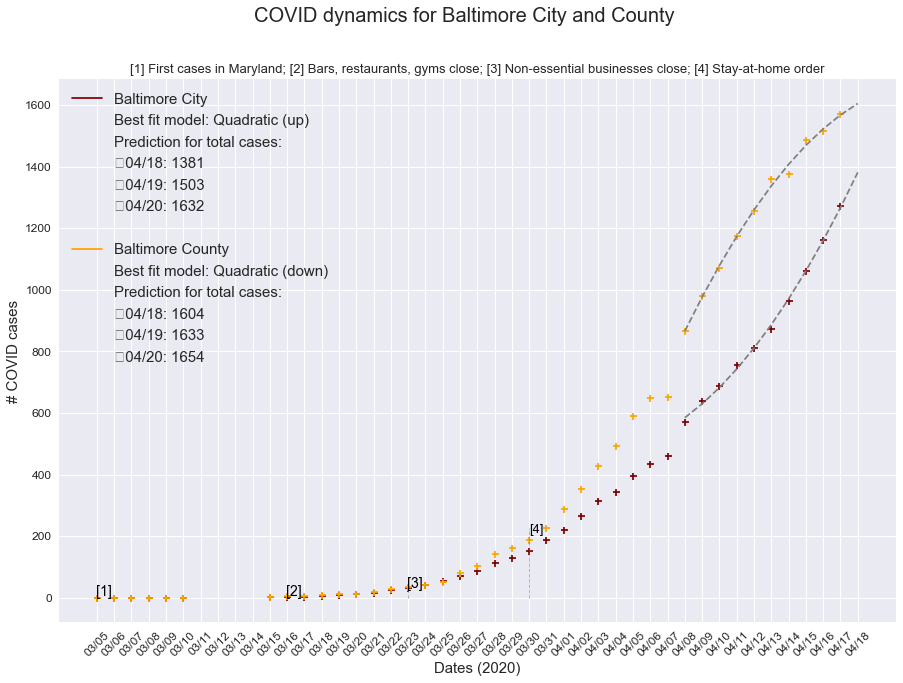 COVID dynamics for Baltimore City and County
[1] First cases in Maryland; [2] Bars, restaurants, gyms close; [3] Non-essential businesses close; [4] Stay-at-home order
Baltimore City
Best fit model: Quadratic (up)
Prediction for total cases:
04/18: 1381
04/19: 1503
04/20: 1632
Baltimore County
Best fit model: Quadratic (down)
Prediction for total cases:
04/18: 1604
04/19: 1633
04/20: 1654
# COVID cases
1600
1400
1200
1000
800
600
400
200
0
[1]
[2]
[3]
[4]
03/05 03/06 03/07 03/08 03/09 03/10 03/11 03/12 03/13 03/14 03/15 03/16 03/17 03/18 03/19 03/20 03/21 03/22 03/23 03/24 03/25 03/26 03/27 03/28 03/29 03/30 03/31 04/01 04/02 04/03 04/04 04/05 04/06 04/07 04/08 04/09 04/10 04/11 04/12 04/13 04/14 04/15 04/16 04/17 04/18
Dates (2020)